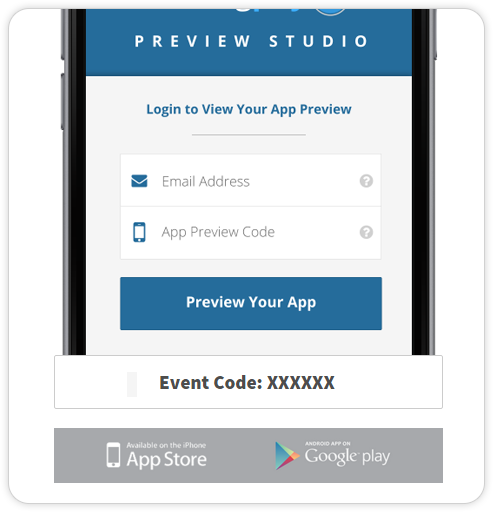 PREVIEW STUDIO
Login to View Your App Preview
Email Address
?
App Preview Code
?
Preview Your App
Event Code: XXXXXX
Available on the iPhone
App Store
ANDROID APP ON
Google play